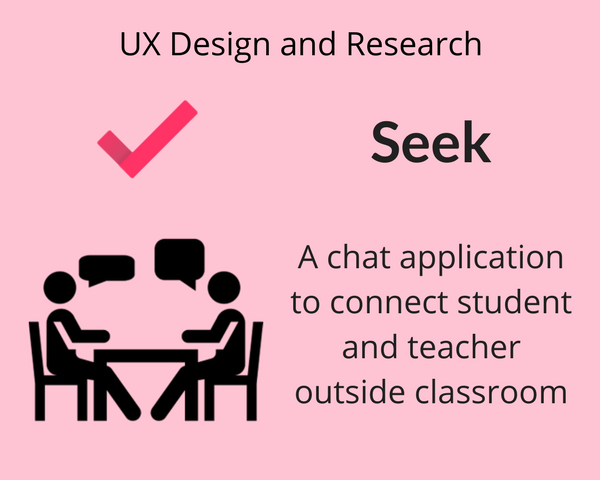 UX Design and Research
Seek
A chat application
to connect student
and teacher
outside classroom